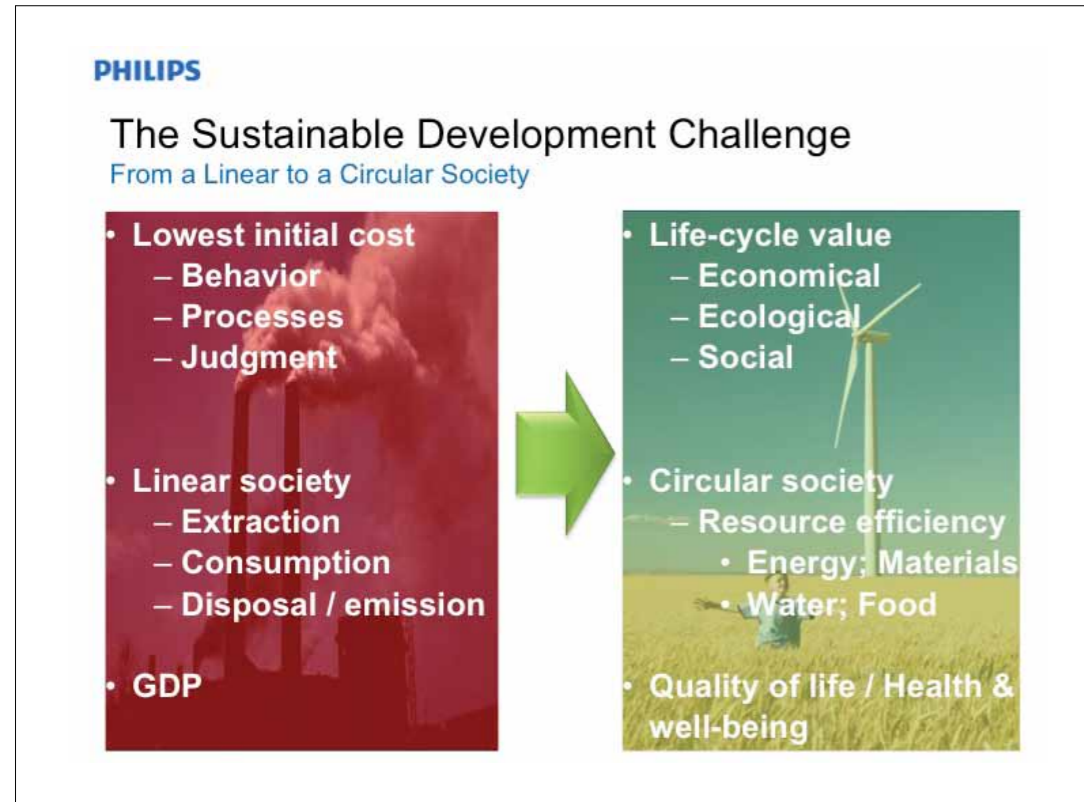 PHILIPS
The Sustainable Development Challenge
From a Linear to a Circular Society
• Lowest initial cost
– Behavior
– Processes
– Judgment
• Linear society
– Extraction
– Consumption
– Disposal / emission
• GDP
• Life-cycle value
– Economical
– Ecological
– Social
• Circular society
– Resource efficiency
• Energy; Materials
• Water; Food
• Quality of life / Health &
well-being